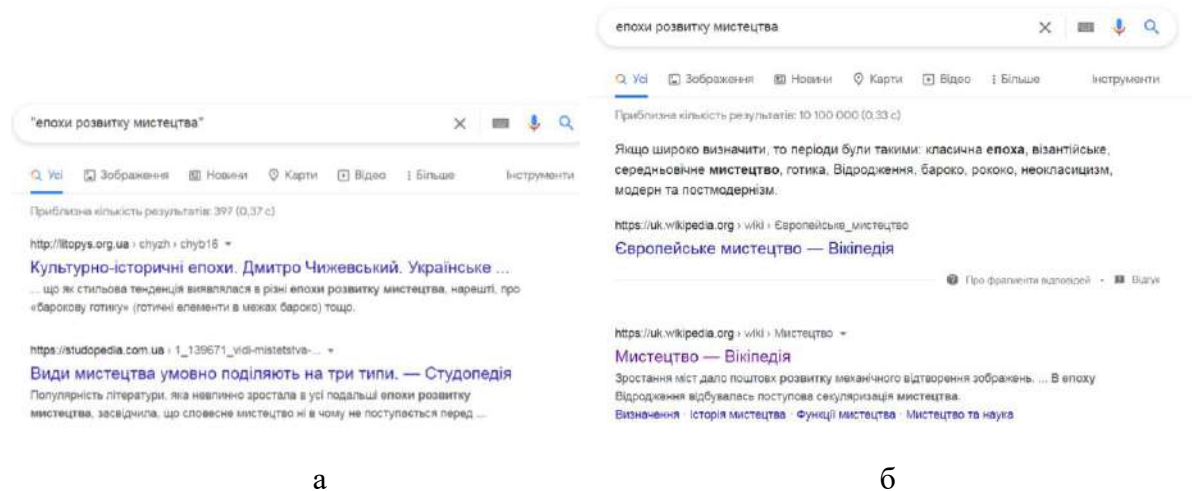 "епохи розвитку мистецтва"
Усі Зображення Новини Карти Відео Більше Інструменти
Приблизна кількість результатів: 397 (0,37 с)
http://litopys.org.ua › chyzh › chyb16
Культурно-історичні епохи. Дмитро Чижевський. Українське ...
... що як стильова тенденція виявлялася в різні епохи розвитку мистецтва, нарешті, про
«барокову готику» (готичні елементи в межах бароко) тощо.
https://studopedia.com.ua › 1_139671_vidi-mistetstva-...
Види мистецтва умовно поділяють на три типи. — Студопедія
Популярність літератури, яка невпинно зростала в усі подальші епохи розвитку
мистецтва, засвідчила, що словесне мистецтво ні в чому не поступається перед ...
а
епохи розвитку мистецтва
Усі Зображення Новини Карти Відео Більше Інструменти
Приблизна кількість результатів: 10 100 000 (0,33 с)
Якщо широко визначити, то періоди були такими: класична епоха, візантійське,
середньовічне мистецтво, готика, Відродження, бароко, рококо, неокласицизм,
модерн та постмодернізм.
https://uk.wikipedia.org › wiki › Європейське_мистецтво
Європейське мистецтво — Вікіпедія
Про фрагменти відповідей • Відгук
https://uk.wikipedia.org › wiki › Мистецтво
Мистецтво — Вікіпедія
Зростання міст дало поштовх розвитку механічного відтворення зображень. ... В епоху
Відродження відбувалась поступова секуляризація мистецтва.
Визначення · Історія мистецтва · Функції мистецтва · Мистецтво та наука
б